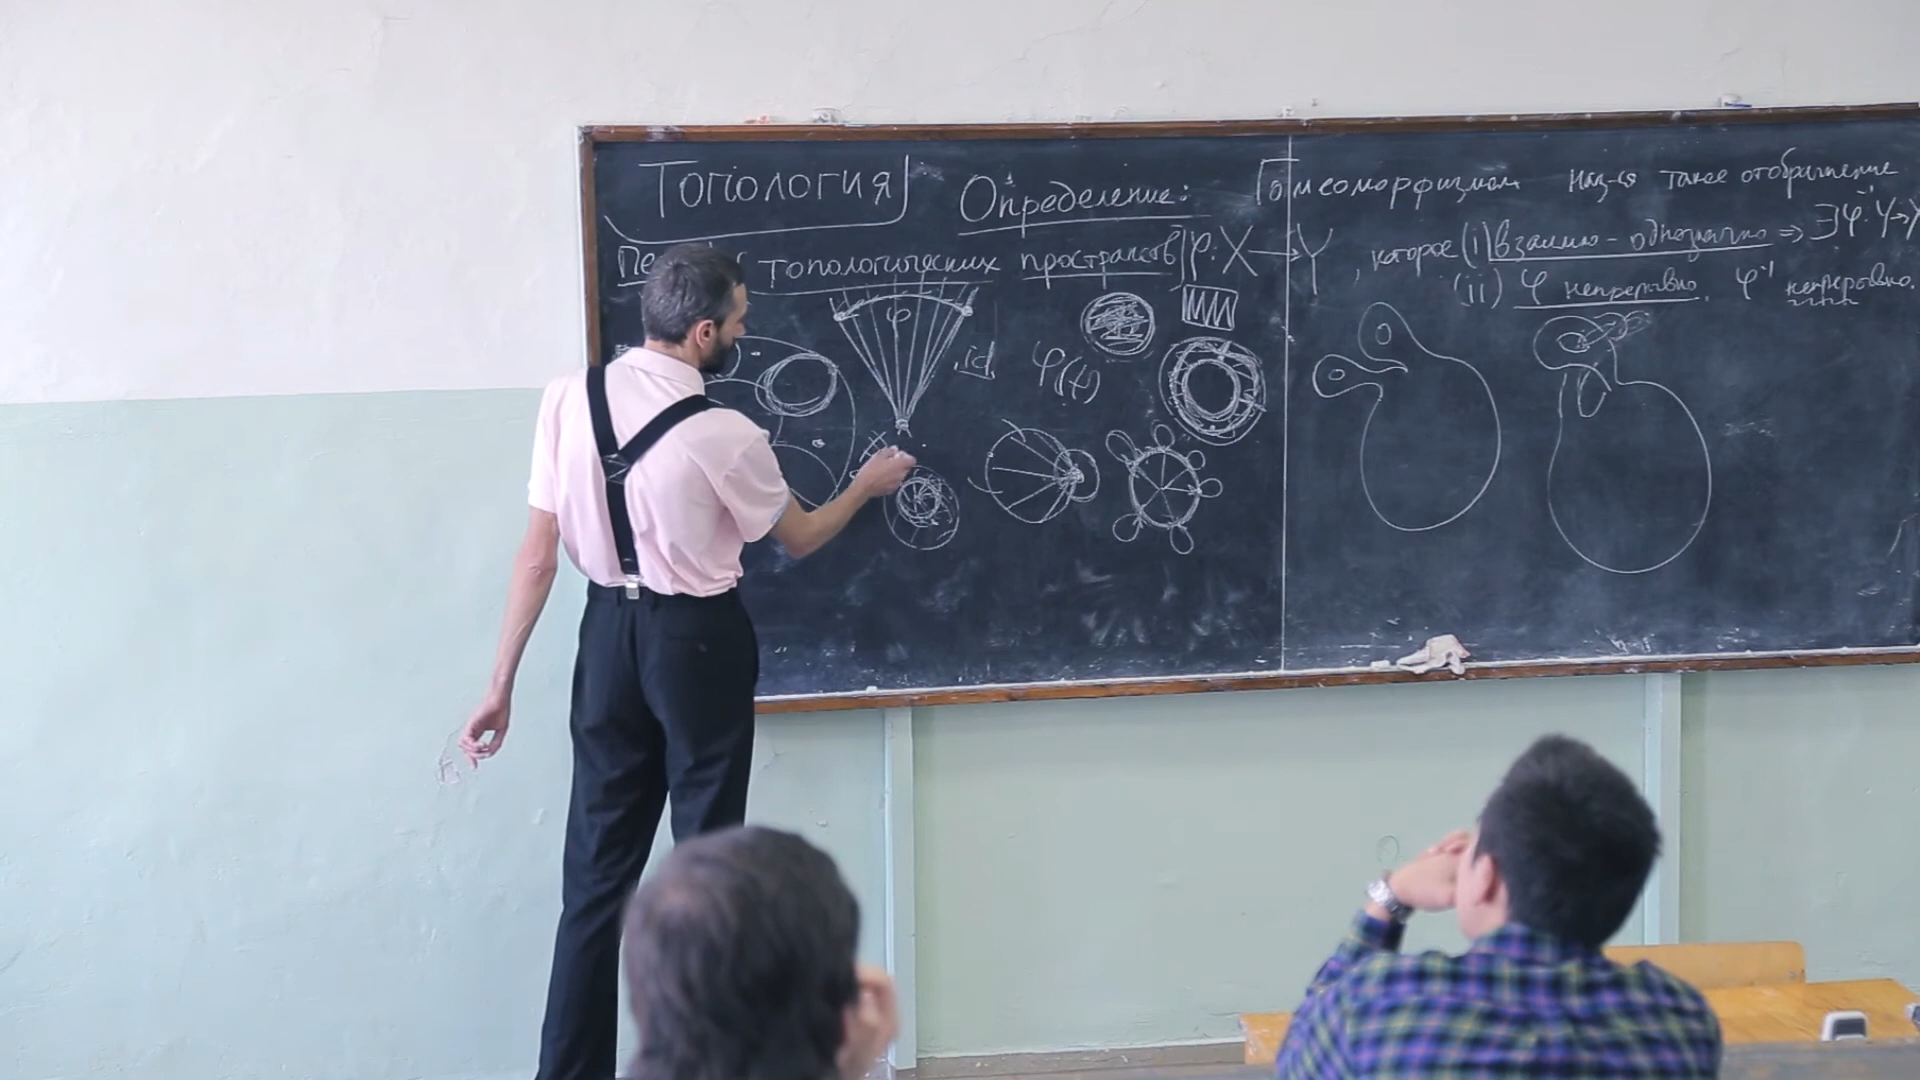 Топология
Определение: Гомеоморфизмом наз-ся такое отображение
топологических пространств φ: X → Y, которое (i) взаимно-однозначно ⇒ ∃ φ⁻¹: Y →
(ii) φ непрерывно, φ⁻¹ непрерывно.
φ
id
φ(t)